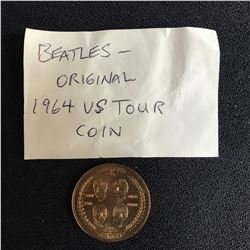 BEATLES -
ORIGINAL
1964 US TOUR
COIN